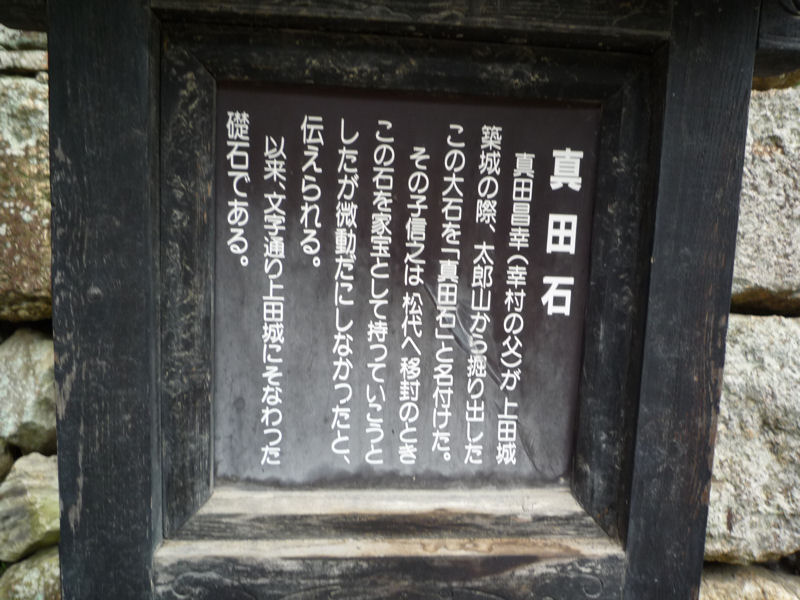 真田石
真田昌幸(幸村の父)が上田城
築城の際、太郎山から掘り出した
この大石を「真田石」と名付けた。
その子信之は松代へ移封のとき
この石を家宝として持っていこうと
したが微動だにしなかったと、
伝えられる。
以来、文字通り上田城にそなわった
礎石である。